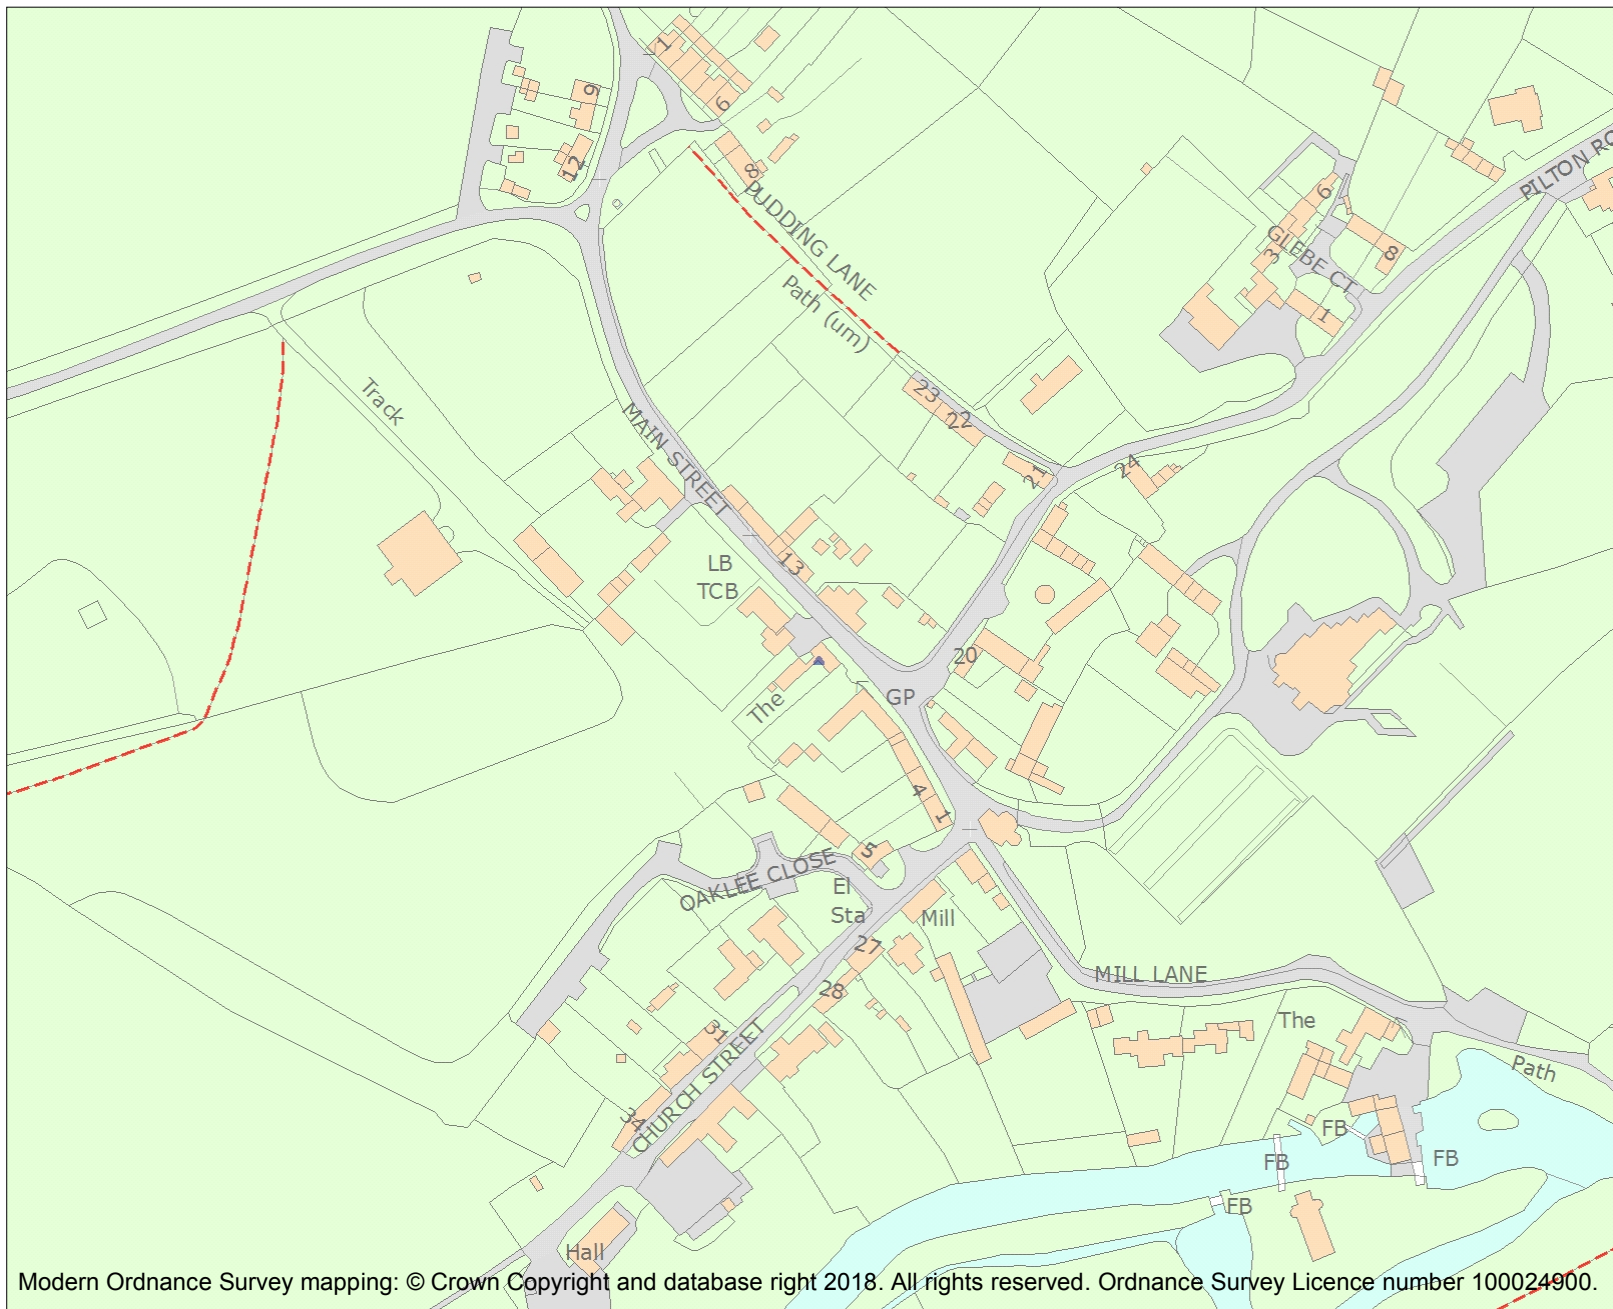 1
9
6
12
8
PUDDING LANE
Path (um)
6
GLEBE CT
3
8
1
PILTON RO
Track
MAIN STREET
23
22
21
24
LB
TCB
13
20
The
GP
4
1
5
OAKLEE CLOSE
El
Sta
Mill
27
28
MILL LANE
31
The
CHURCH STREET
34
Path
FB
FB
FB
FB
Hall
Modern Ordnance Survey mapping: © Crown Copyright and database right 2018. All rights reserved. Ordnance Survey Licence number 100024900.